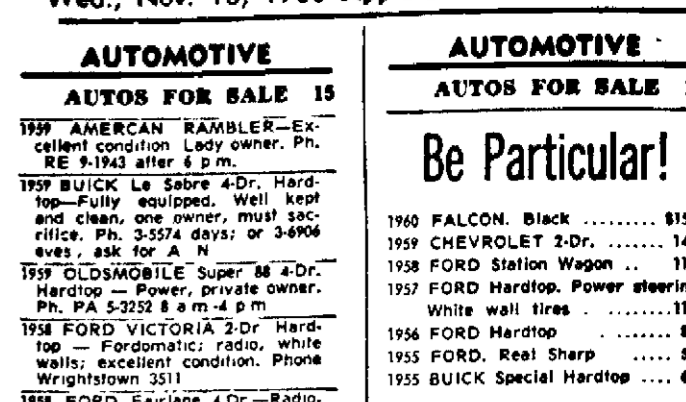 Wed., Nov.
AUTOMOTIVE
AUTOS FOR SALE 15
1959 AMERCAN RAMBLER—Ex-
cellent condition Lady owner. Ph.
RE 9-1943 after 6 p m.
1959 BUICK Le Sabre 4-Dr. Hard-
top—Fully equipped. Well kept
and clean, one owner, must sac-
rifice. Ph. 3-5574 days; or 3-6906
eves, ask for A N
1959 OLDSMOBILE Super 88 4-Dr.
Hardtop — Power, private owner.
Ph. PA 5-3252 8 a m-4 p m
1958 FORD VICTORIA 2-Dr Hard-
top — Fordomatic; radio, white
walls; excellent condition. Phone
Wrightstown 3511
1958 FORD Fairlane 4 Dr—Radio,
AUTOMOTIVE
AUTOS FOR SALE
Be Particular!
1960 FALCON. Black ......... $15
1959 CHEVROLET 2-Dr. ....... 14
1958 FORD Station Wagon .. 11
1957 FORD Hardtop. Power steerin
White wall tires . ........11
1956 FORD Hardtop ....... $
1955 FORD. Real Sharp .....
1955 BUICK Special Hardtop ....